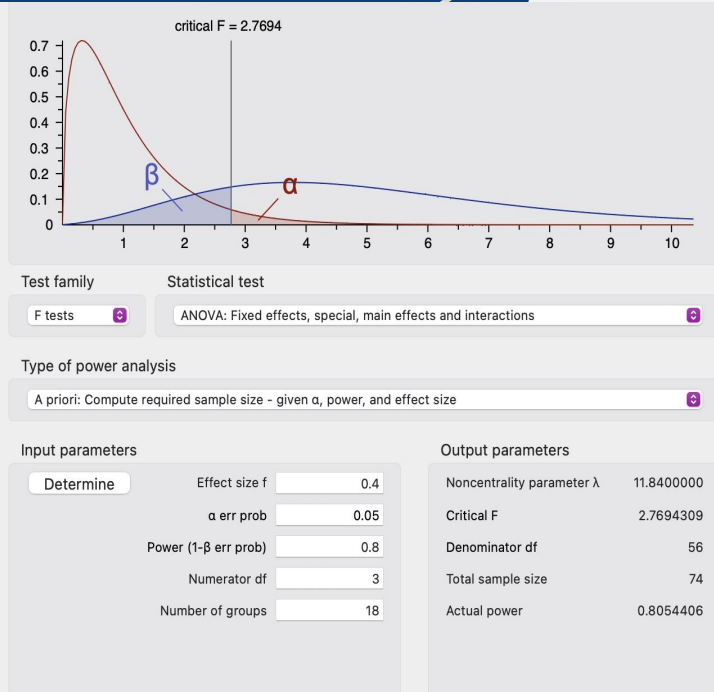 critical F = 2.7694
0.7
0.6
0.5
0.4
0.3
0.2
0.1
0
β
α
1 2 3 4 5 6 7 8 9 10
Test family
Statistical test
F tests
ANOVA: Fixed effects, special, main effects and interactions
Type of power analysis
A priori: Compute required sample size - given α, power, and effect size
Input parameters
Determine
Effect size f 0.4
α err prob 0.05
Power (1-β err prob) 0.8
Numerator df 3
Number of groups 18
Output parameters
Noncentrality parameter λ 11.8400000
Critical F 2.7694309
Denominator df 56
Total sample size 74
Actual power 0.8054406